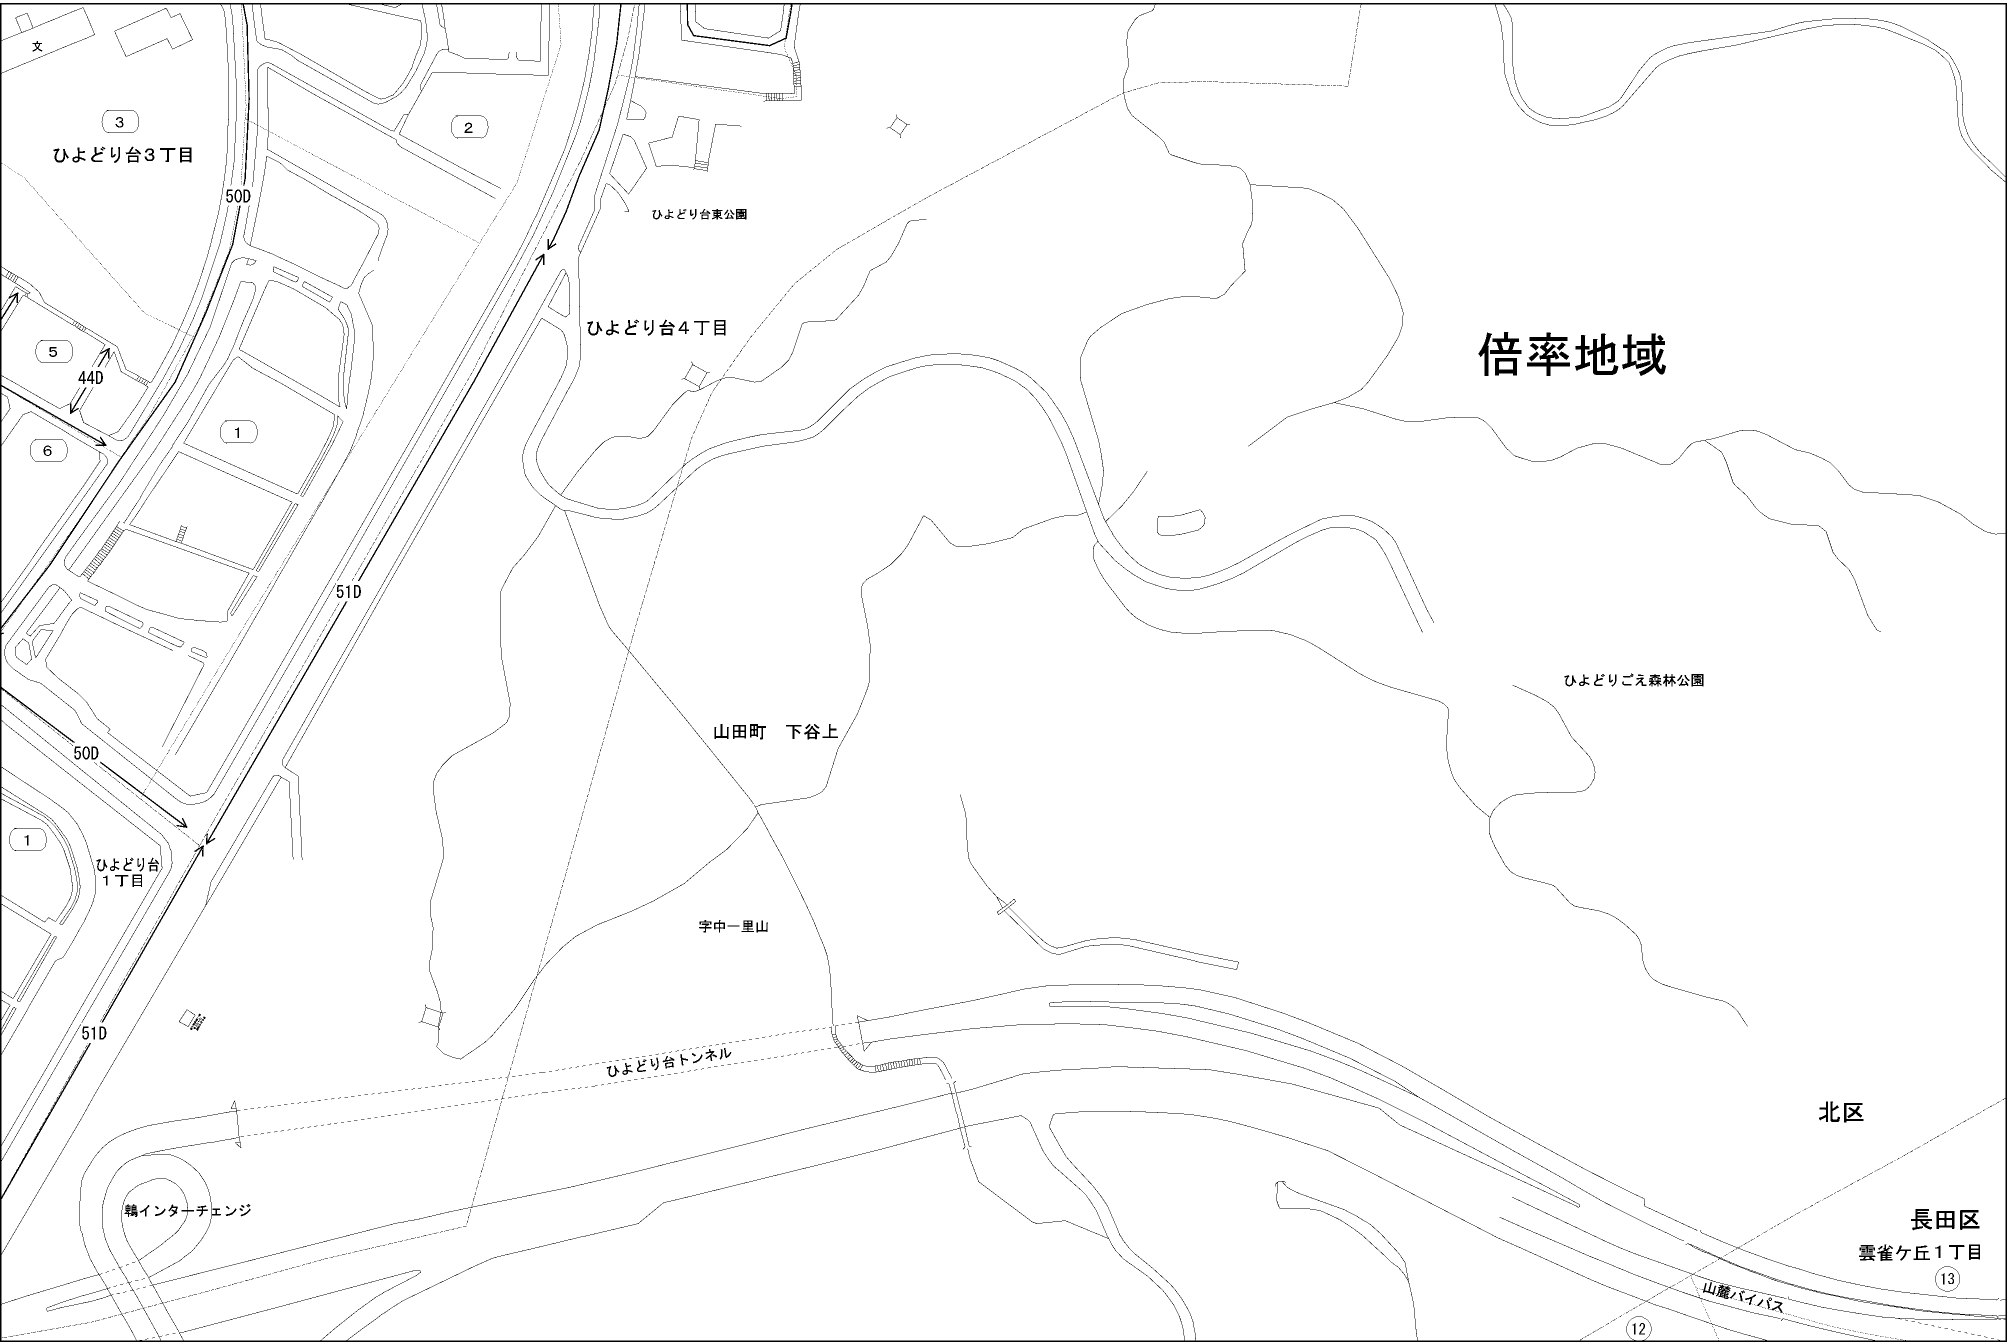 文
3
ひよどり台3丁目
2
50D
ひよどり台東公園
ひよどり台4丁目
倍率地域
5
44D
1
6
51D
ひよどりごえ森林公園
山田町　下谷上
50D
1
ひよどり台
1丁目
字中一里山
51D
ひよどり台トンネル
北区
鵯インターチェンジ
長田区
雲雀ケ丘1丁目
13
山麓バイパス
12